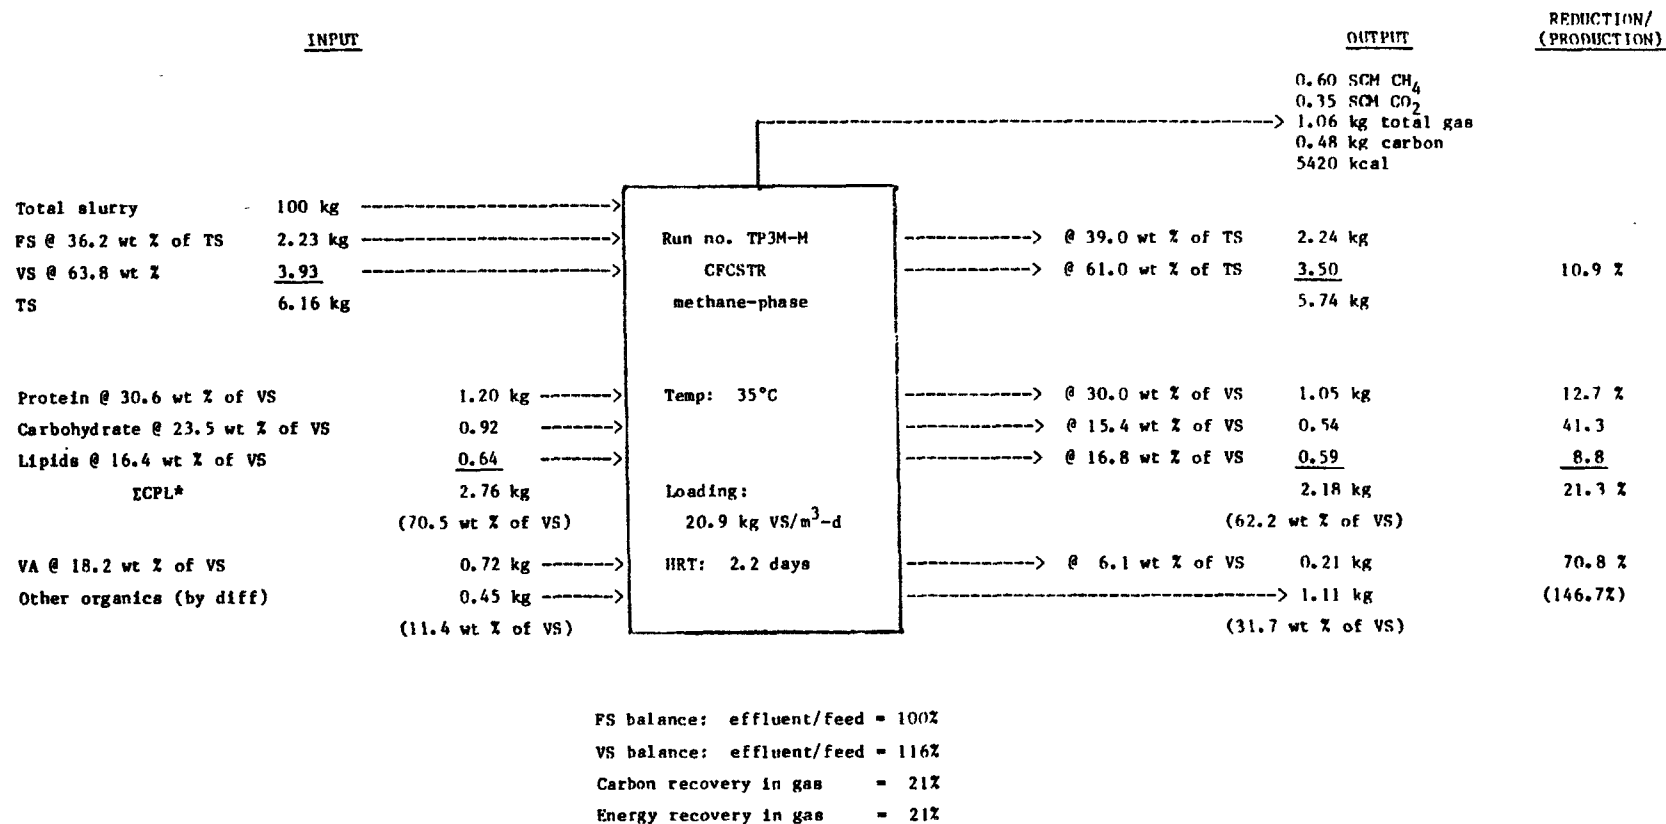 INPUT OUTPUT REDUCTION/
(PRODUCTION)
0.60 SCM CH4
0.35 SCM CO2
1.06 kg total gas
0.48 kg carbon
5420 kcal
Total slurry 100 kg
FS @ 36.2 wt % of TS 2.23 kg Run no. TP3M-M @ 39.0 wt % of TS 2.24 kg
VS @ 63.8 wt % 3.93 CFCSTR @ 61.0 wt % of TS 3.50 10.9 %
TS 6.16 kg methane-phase 5.74 kg
Protein @ 30.6 wt % of VS 1.20 kg Temp: 35°C @ 30.0 wt % of VS 1.05 kg 12.7 %
Carbohydrate @ 23.5 wt % of VS 0.92 @ 15.4 wt % of VS 0.54 41.3
Lipids @ 16.4 wt % of VS 0.64 @ 16.8 wt % of VS 0.59 8.8
ΣCPL* 2.76 kg Loading: 2.18 kg 21.3 %
(70.5 wt % of VS) 20.9 kg VS/m3-d (62.2 wt % of VS)
VA @ 18.2 wt % of VS 0.72 kg HRT: 2.2 days @ 6.1 wt % of VS 0.21 kg 70.8 %
Other organics (by diff) 0.45 kg 1.11 kg (146.7%)
(11.4 wt % of VS) (31.7 wt % of VS)
FS balance: effluent/feed = 100%
VS balance: effluent/feed = 116%
Carbon recovery in gas = 21%
Energy recovery in gas = 21%